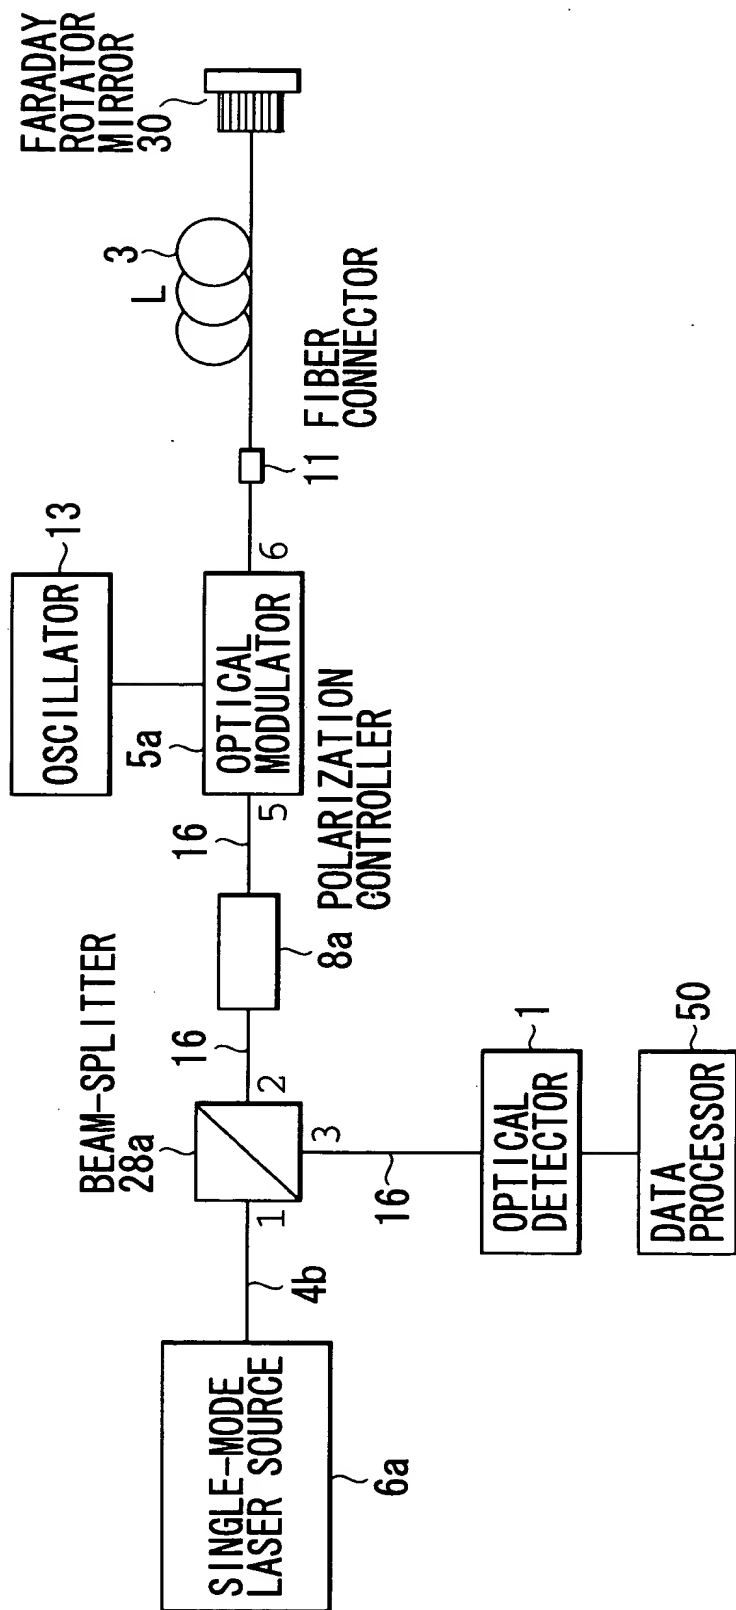 FARADAY
ROTATOR
MIRROR
30
3
L
FIBER
CONNECTOR
11
OSCILLATOR
13
6
OPTICAL
MODULATOR
5a
5
POLARIZATION
CONTROLLER
16
8a
16
BEAM-SPLITTER
28a
2
3
1
16
OPTICAL
DETECTOR
1
DATA
PROCESSOR
50
4b
SINGLE-MODE
LASER SOURCE
6a